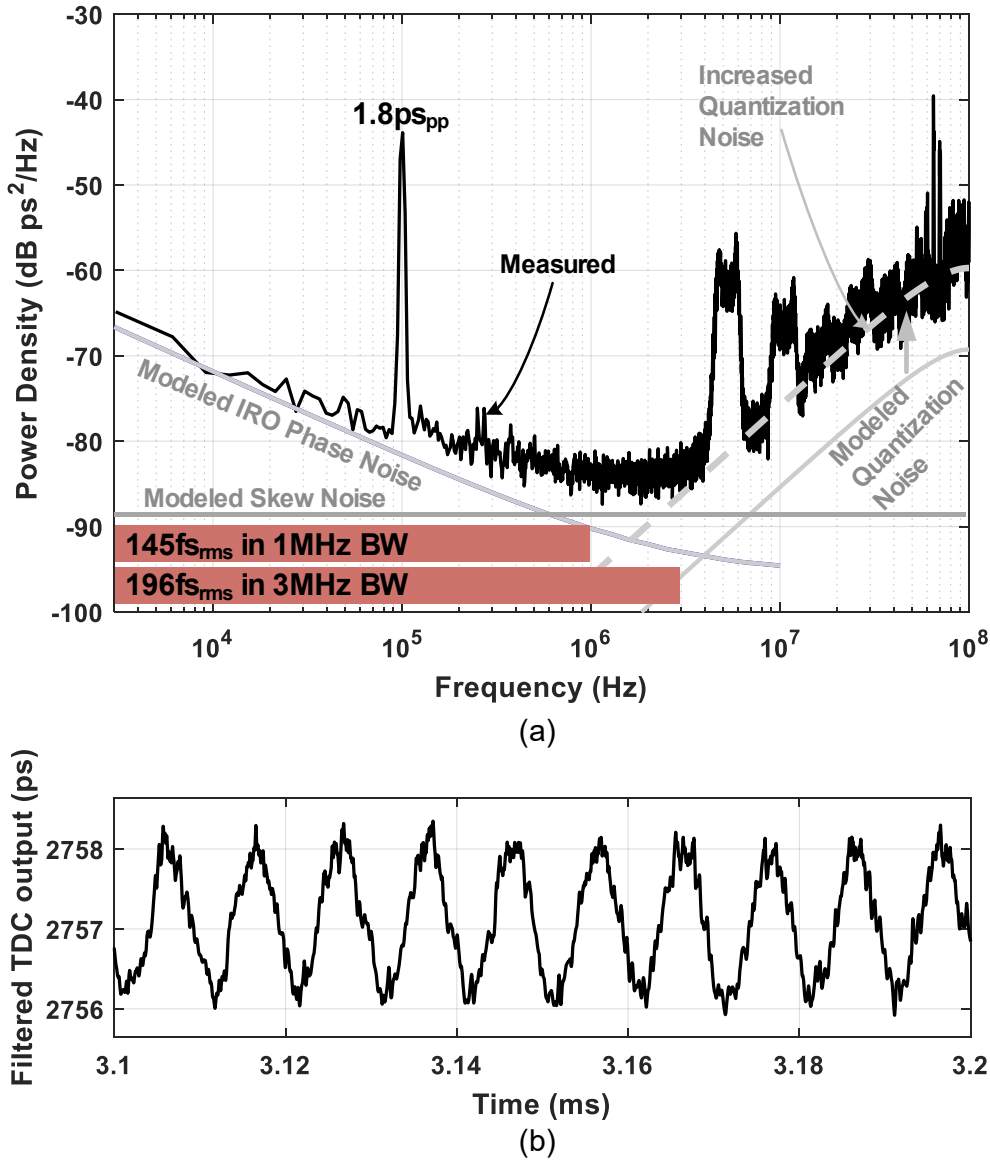 -30
-40
-50
-60
-70
-80
-90
-100
Power Density (dB ps²/Hz)
1.8ps_pp
Increased
Quantization
Noise
Measured
Modeled IRO Phase Noise
Modeled
Quantization
Noise
Modeled Skew Noise
145fs_rms in 1MHz BW
196fs_rms in 3MHz BW
10⁴ 10⁵ 10⁶ 10⁷ 10⁸
Frequency (Hz)
(a)
Filtered TDC output (ps)
2758
2757
2756
3.1 3.12 3.14 3.16 3.18 3.2
Time (ms)
(b)